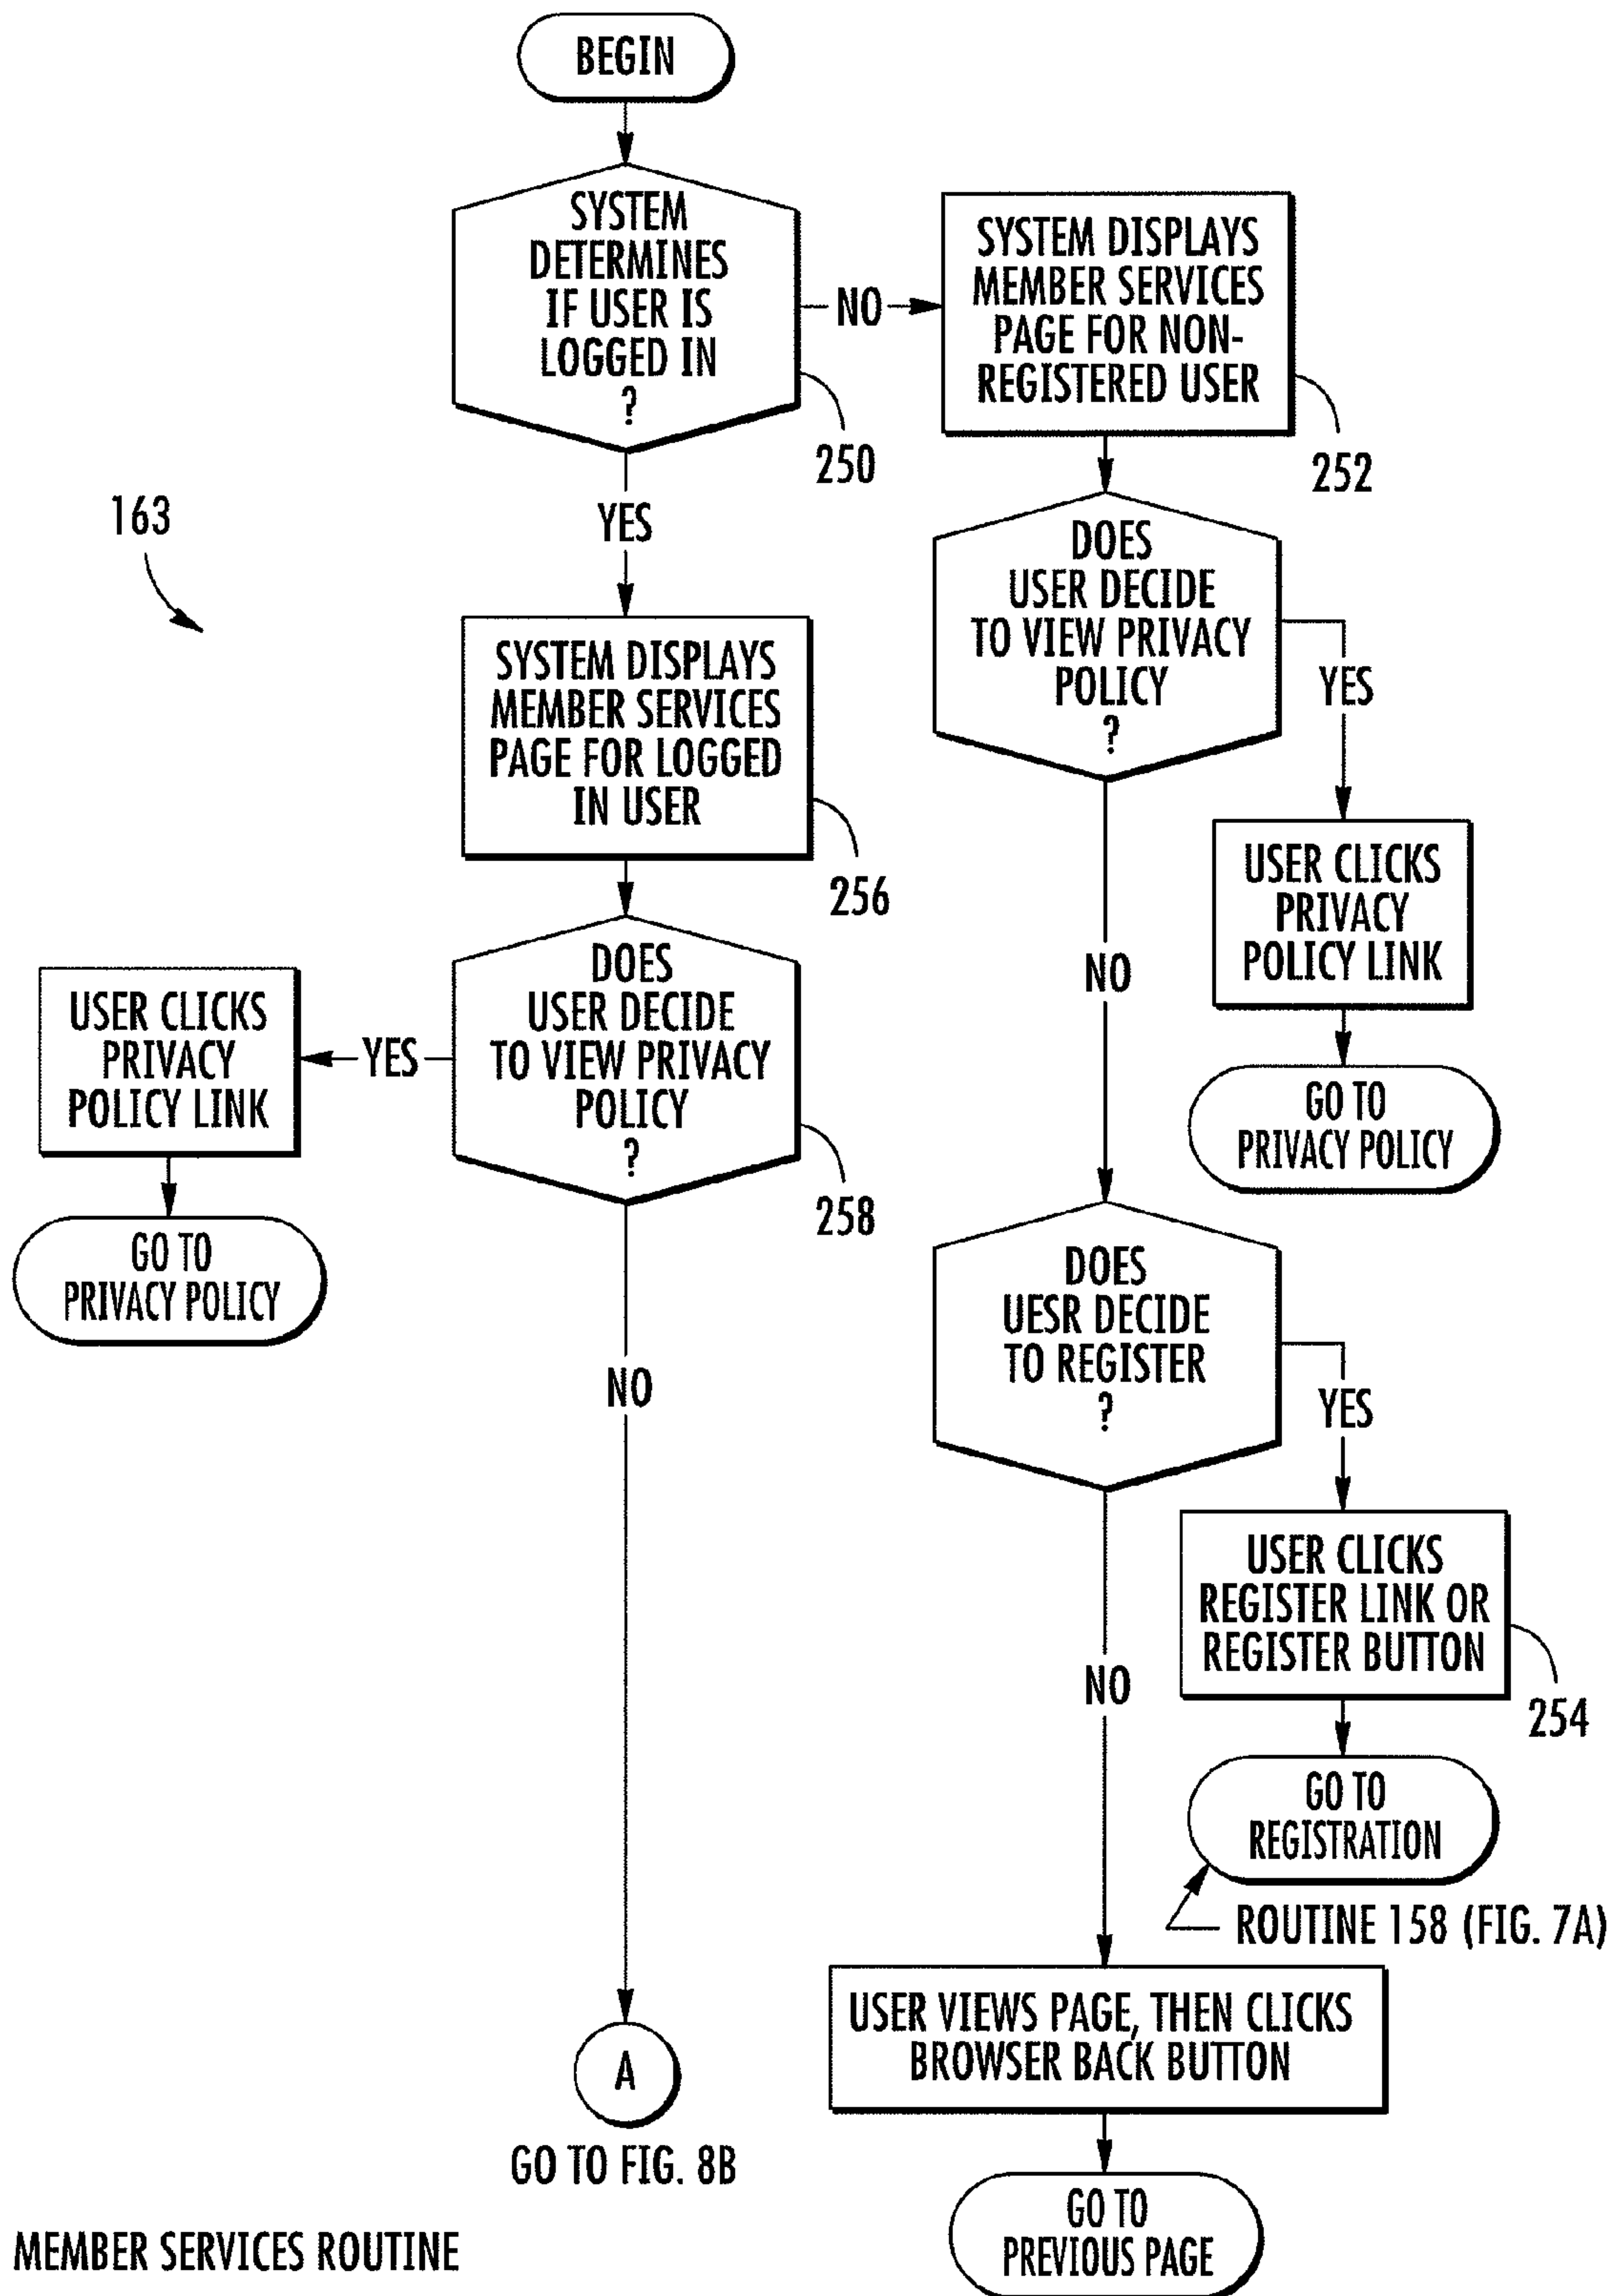 BEGIN
SYSTEM
DETERMINES
IF USER IS
LOGGED IN
?
250
NO
SYSTEM DISPLAYS
MEMBER SERVICES
PAGE FOR NON-
REGISTERED USER
252
YES
163
DOES
USER DECIDE
TO VIEW PRIVACY
POLICY
?
YES
SYSTEM DISPLAYS
MEMBER SERVICES
PAGE FOR LOGGED
IN USER
256
USER CLICKS
PRIVACY
POLICY LINK
NO
GO TO
PRIVACY POLICY
DOES
USER DECIDE
TO VIEW PRIVACY
POLICY
?
258
YES
USER CLICKS
PRIVACY
POLICY LINK
GO TO
PRIVACY POLICY
NO
DOES
UESR DECIDE
TO REGISTER
?
YES
USER CLICKS
REGISTER LINK OR
REGISTER BUTTON
254
NO
GO TO
REGISTRATION
ROUTINE 158 (FIG. 7A)
USER VIEWS PAGE, THEN CLICKS
BROWSER BACK BUTTON
A
GO TO FIG. 8B
GO TO
PREVIOUS PAGE
MEMBER SERVICES ROUTINE